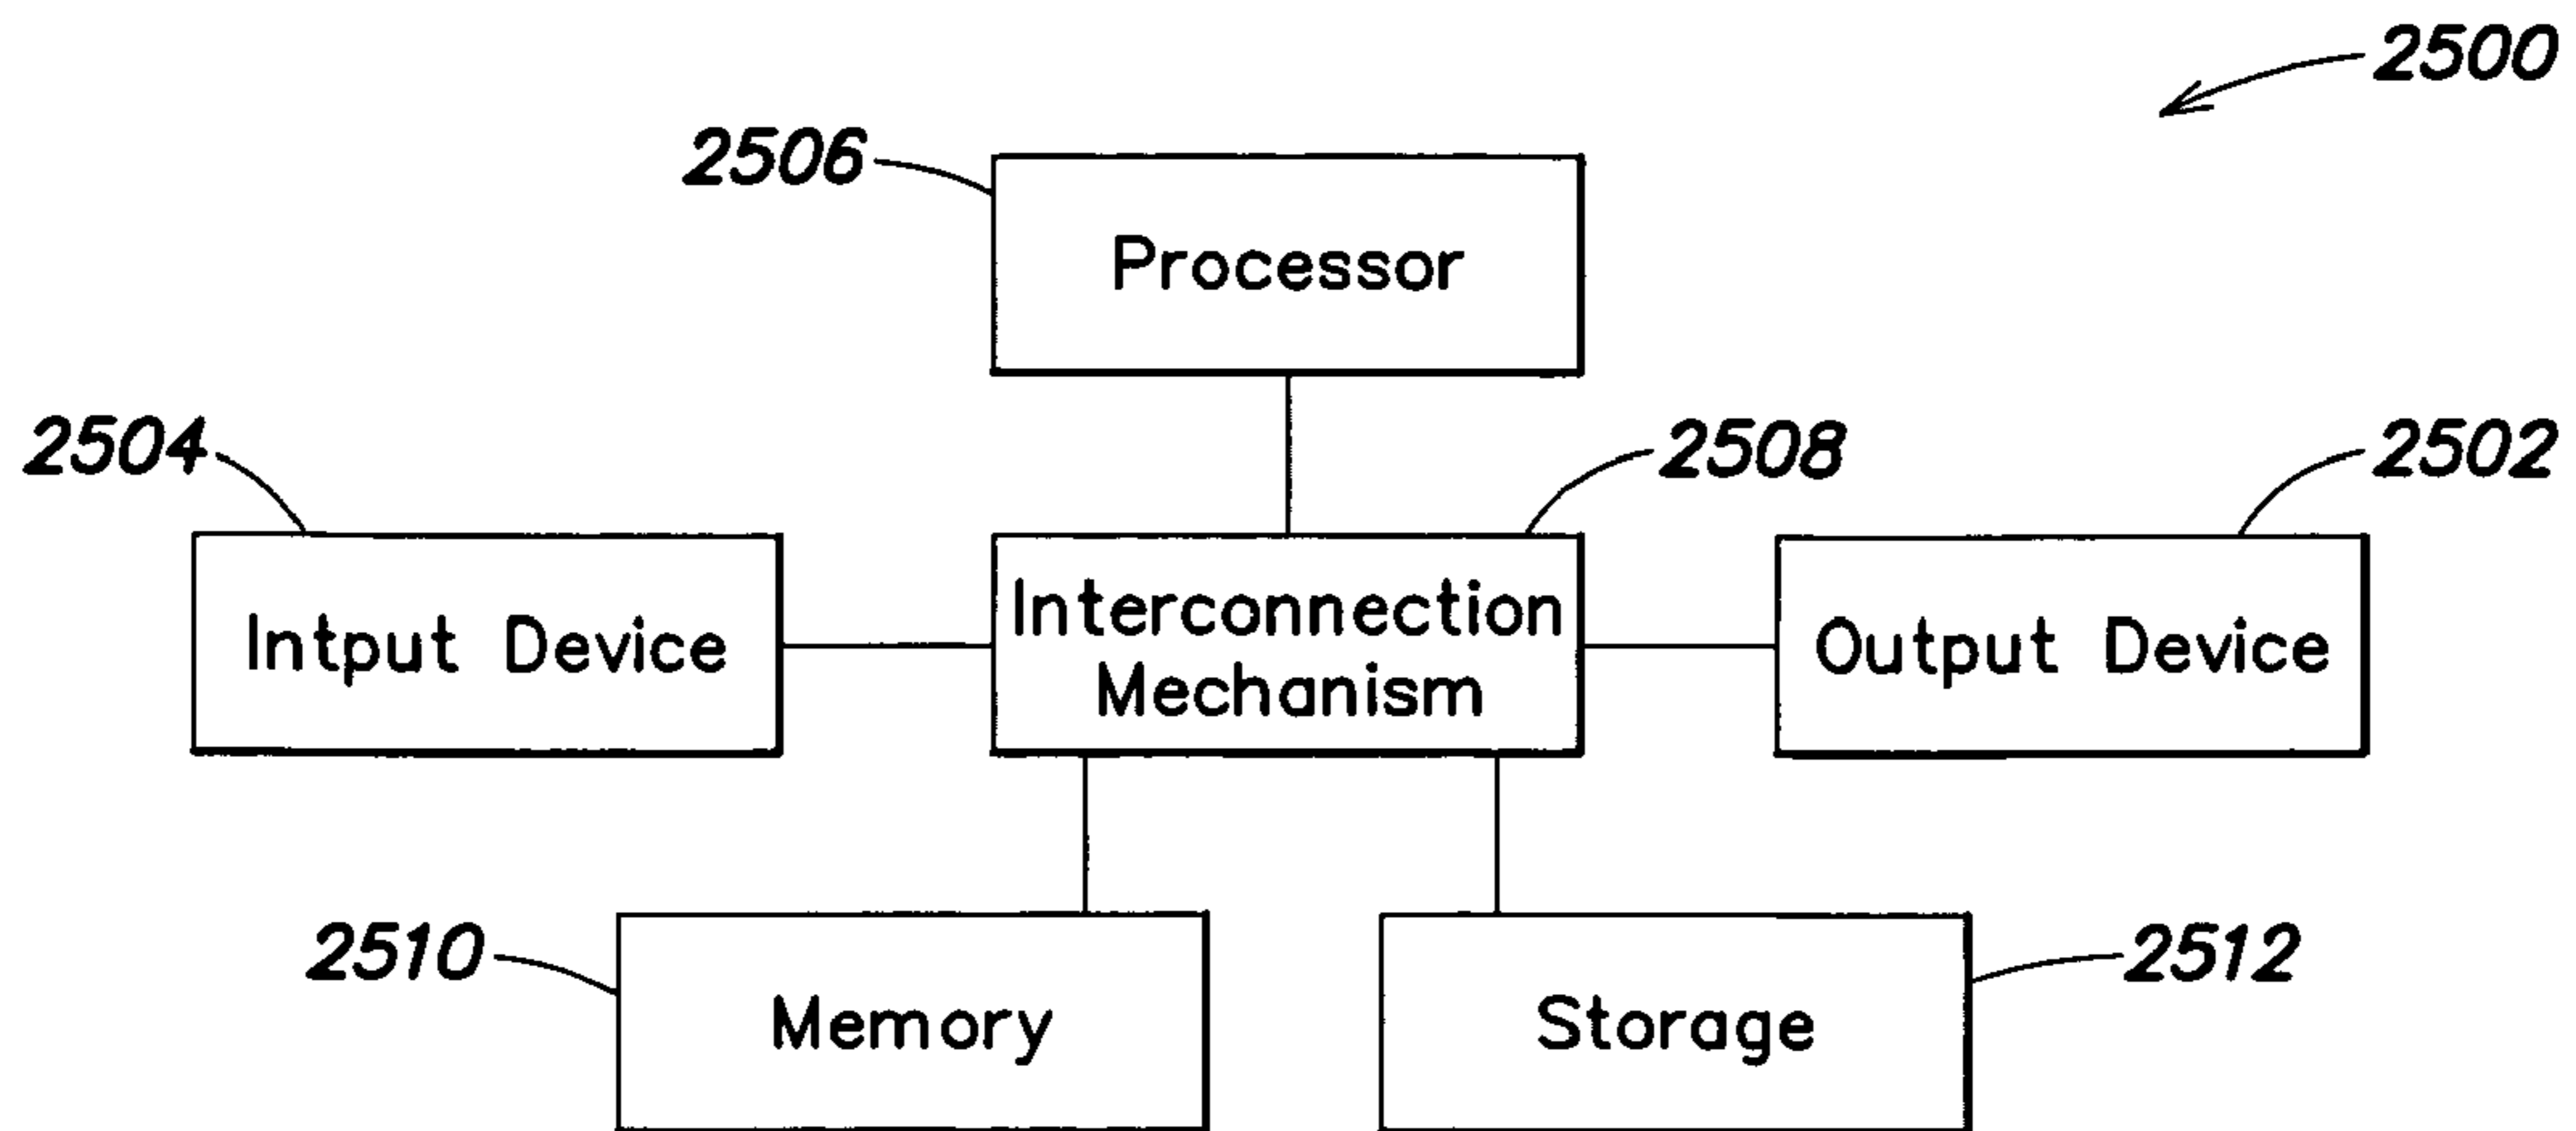 2500
2506
Processor
2504
2508
2502
Intput Device
Interconnection
Mechanism
Output Device
2510
2512
Memory
Storage